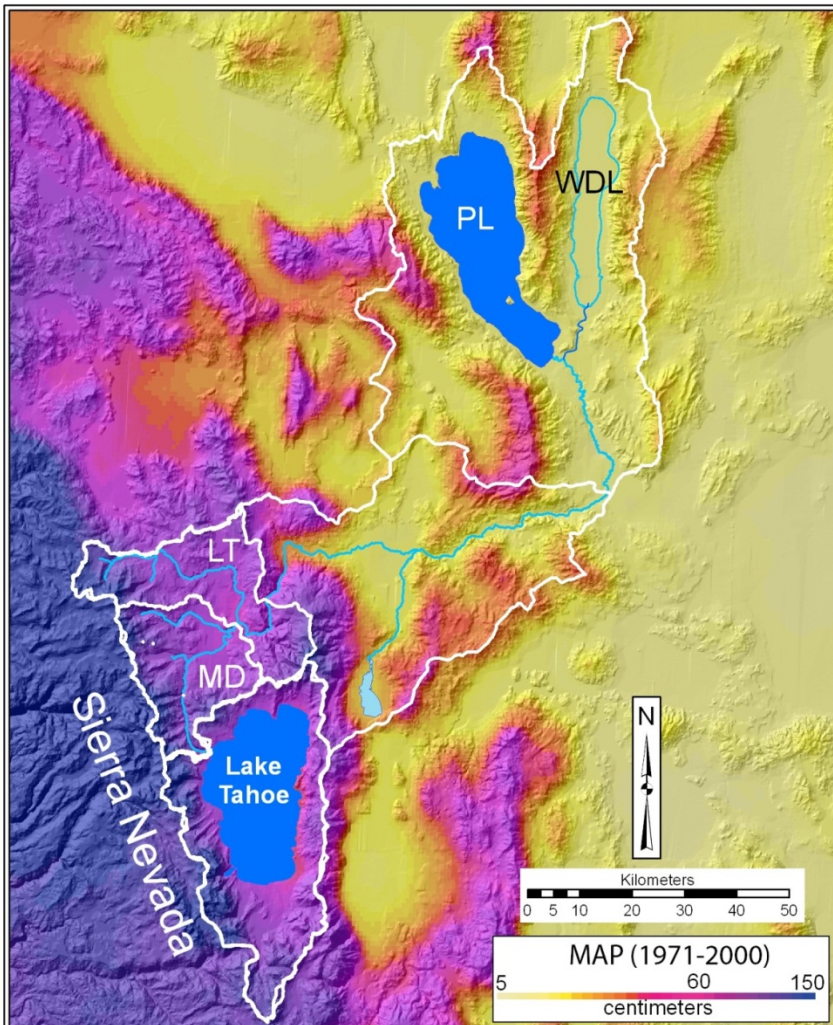 WDL
PL
LT
MD
Sierra Nevada
Lake
Tahoe
N
Kilometers
0 5 10 20 30 40 50
MAP (1971-2000)
5 60 150
centimeters